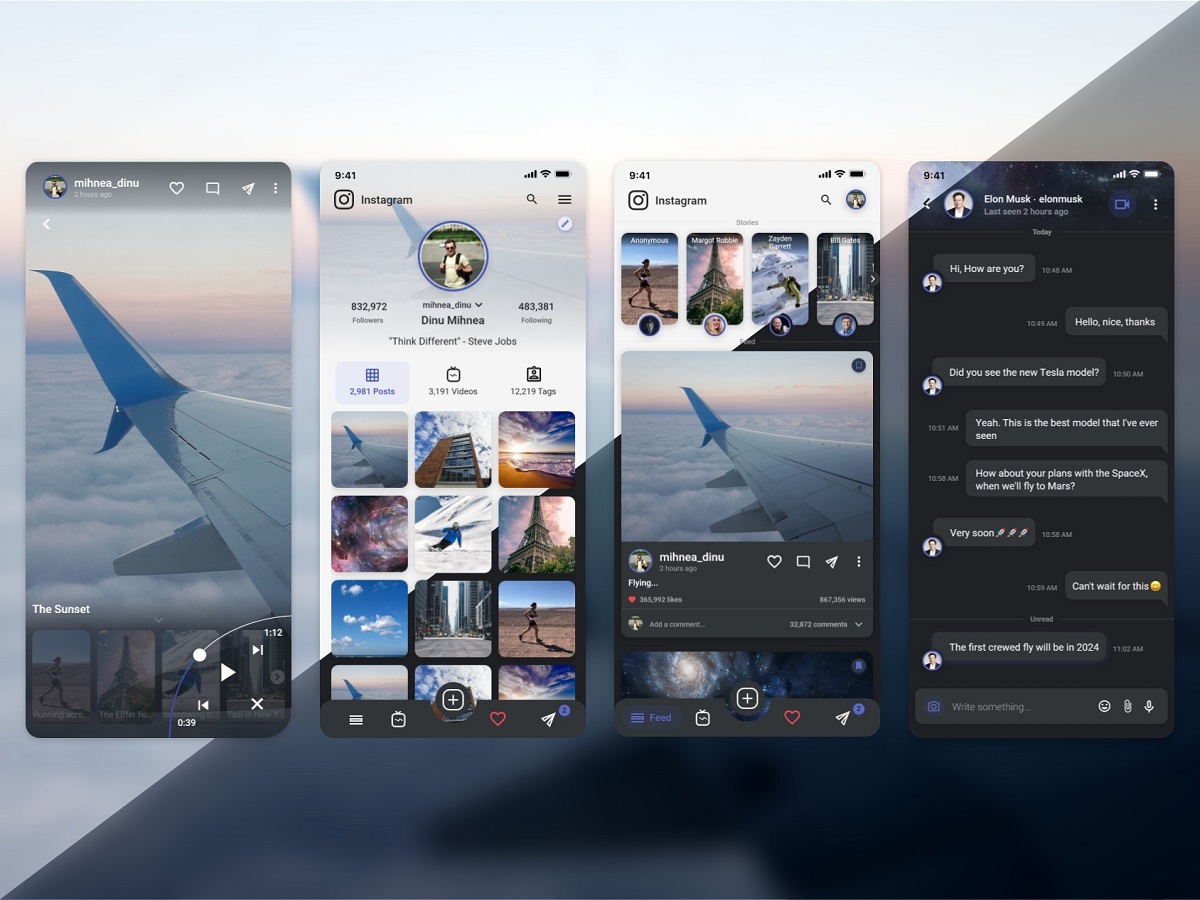 mihnea_dinu
2 hours ago
The Sunset
1:12
Running acro...
The Eiffel To...
Taxi in New Y...
0:39
9:41
Instagram
832,972
Followers
mihnea_dinu
Dinu Mihnea
483,381
Following
"Think Different" - Steve Jobs
2,981 Posts
3,191 Videos
12,219 Tags
2
9:41
Instagram
Stories
Anonymous
Margot Robbie
Zayden
Garrett
Bill Gates
Feed
mihnea_dinu
2 hours ago
Flying...
365,992 likes
867,356 views
Add a comment...
32,872 comments
Feed
2
9:41
Elon Musk · elonmusk
Last seen 2 hours ago
Today
Hi, How are you?
10:48 AM
10:49 AM
Hello, nice, thanks
Did you see the new Tesla model?
10:50 AM
10:51 AM
Yeah. This is the best model that I've ever
seen
10:58 AM
How about your plans with the SpaceX,
when we'll fly to Mars?
Very soon🚀🚀🚀
10:58 AM
10:59 AM
Can't wait for this😄
Unread
The first crewed fly will be in 2024
11:02 AM
Write something...